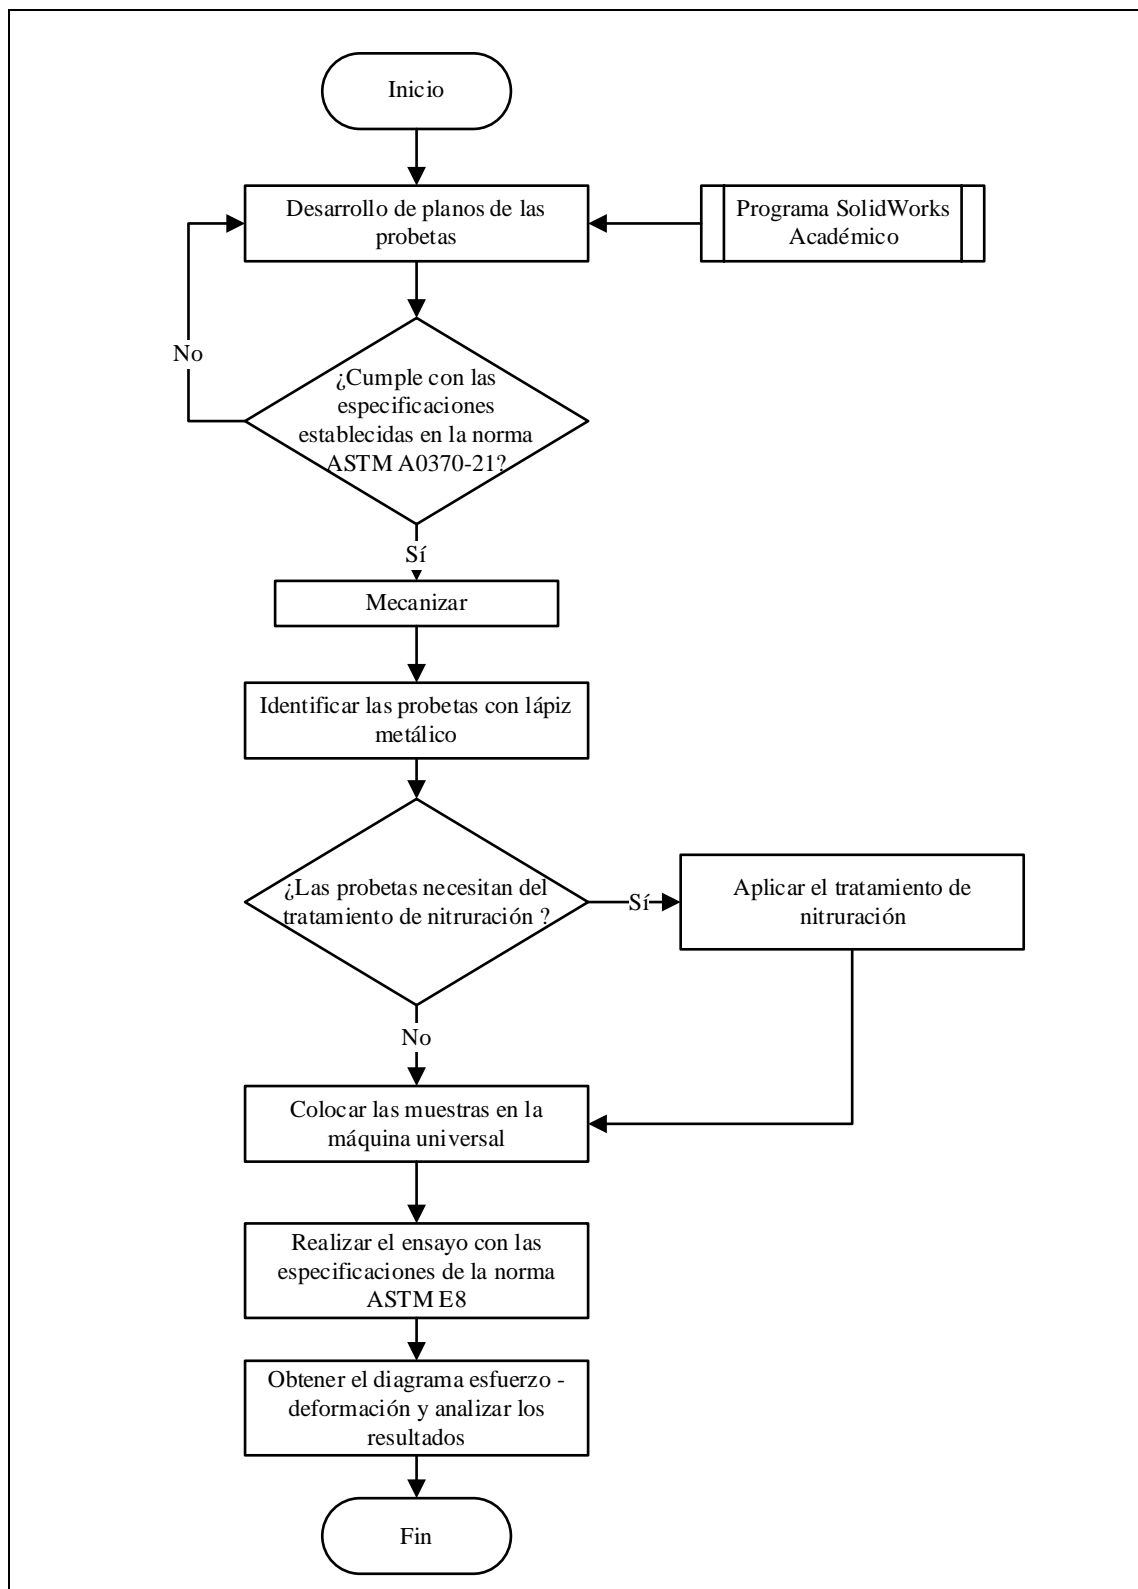 Inicio
Desarrollo de planos de las
probetas
Programa SolidWorks
Académico
No
¿Cumple con las
especificaciones
establecidas en la norma
ASTM A0370-21?
Sí
Mecanizar
Identificar las probetas con lápiz
metálico
¿Las probetas necesitan del
tratamiento de nitruración ?
Sí
Aplicar el tratamiento de
nitruración
No
Colocar las muestras en la
máquina universal
Realizar el ensayo con las
especificaciones de la norma
ASTM E8
Obtener el diagrama esfuerzo -
deformación y analizar los
resultados
Fin